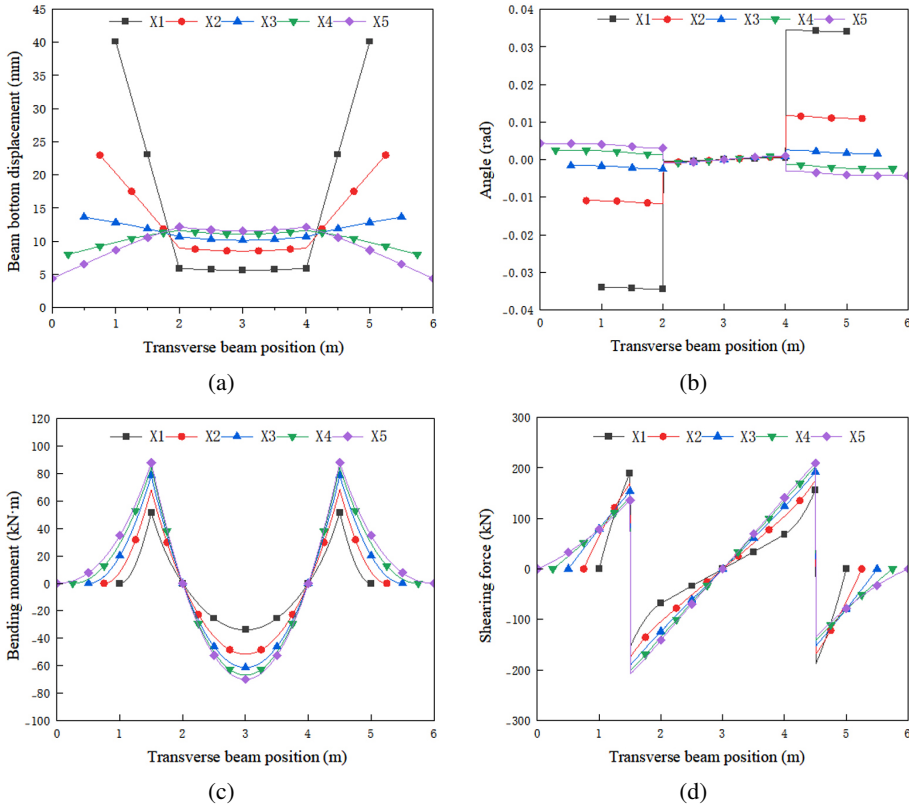 X1 X2 X3 X4 X5
45
40
35
30
25
20
15
10
5
0
Beam bottom displacement (mm)
0 1 2 3 4 5 6
Transverse beam position (m)
(a)
X1 X2 X3 X4 X5
0.04
0.03
0.02
0.01
0.00
-0.01
-0.02
-0.03
-0.04
Angle (rad)
0 1 2 3 4 5 6
Transverse beam position (m)
(b)
X1 X2 X3 X4 X5
120
100
80
60
40
20
0
-20
-40
-60
-80
-100
Bending moment (kN·m)
0 1 2 3 4 5 6
Transverse beam position (m)
(c)
X1 X2 X3 X4 X5
300
200
100
0
-100
-200
-300
Shearing force (kN)
0 1 2 3 4 5 6
Transverse beam position (m)
(d)